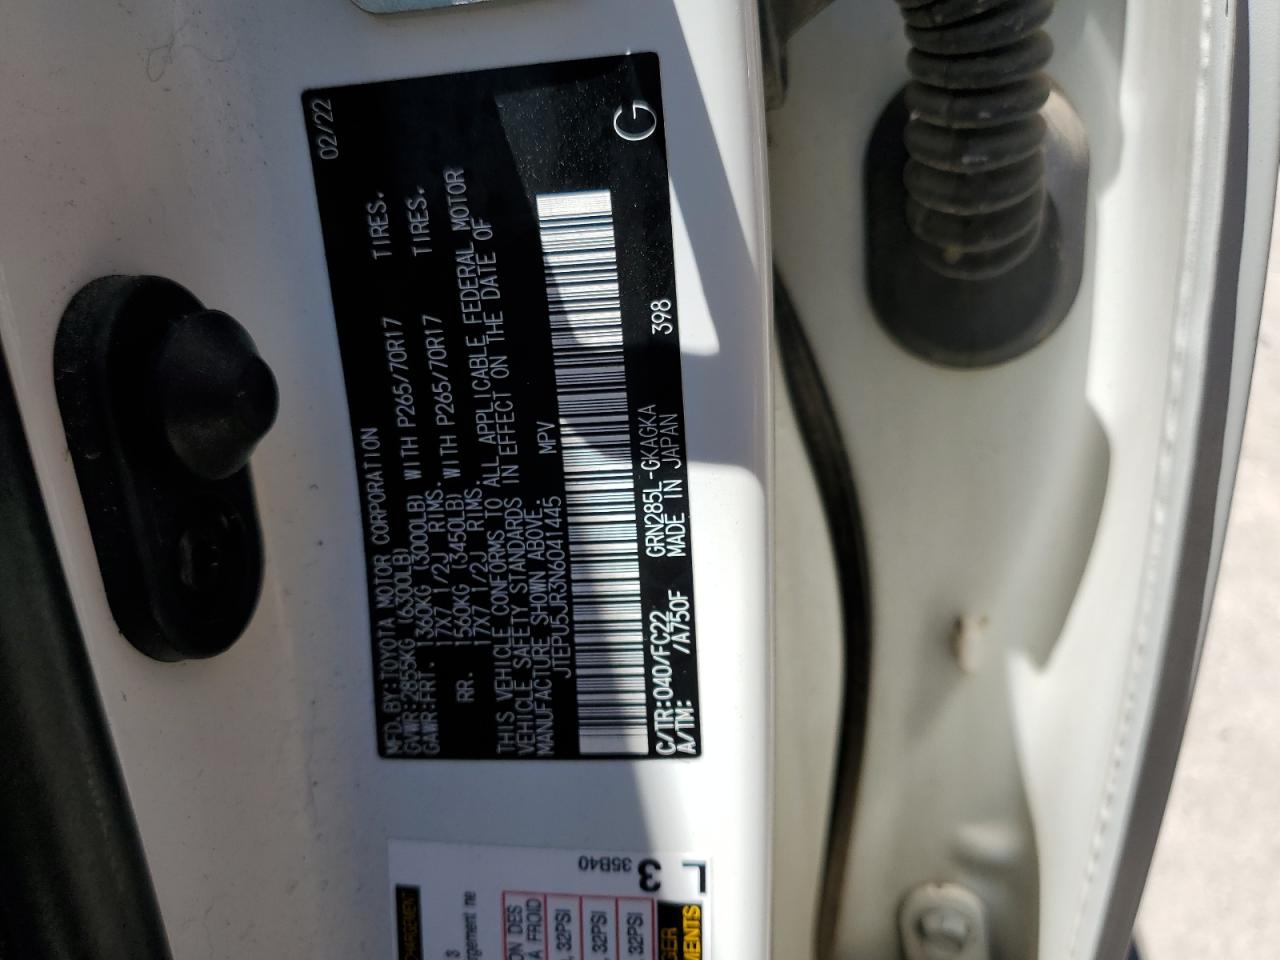 MFD.BY:TOYOTA MOTOR CORPORATION 02/22
GVWR:2855KG (6300LB)
GAWR:FRT. 1360KG (3000LB) WITH P265/70R17 TIRES.
17X7 1/2J RIMS.
RR. 1560KG (3450LB) WITH P265/70R17 TIRES.
17X7 1/2J RIMS.
THIS VEHICLE CONFORMS TO ALL APPLICABLE FEDERAL MOTOR
VEHICLE SAFETY STANDARDS IN EFFECT ON THE DATE OF
MANUFACTURE SHOWN ABOVE.
JTEPU5JR3N6041445 MPV
G
C/TR:040/FC22 GRN285L-GKAGKA 398
A/TM: /A750F MADE IN JAPAN
3
35B40
32PSI
32PSI
32PSI
A FROID
ON DES